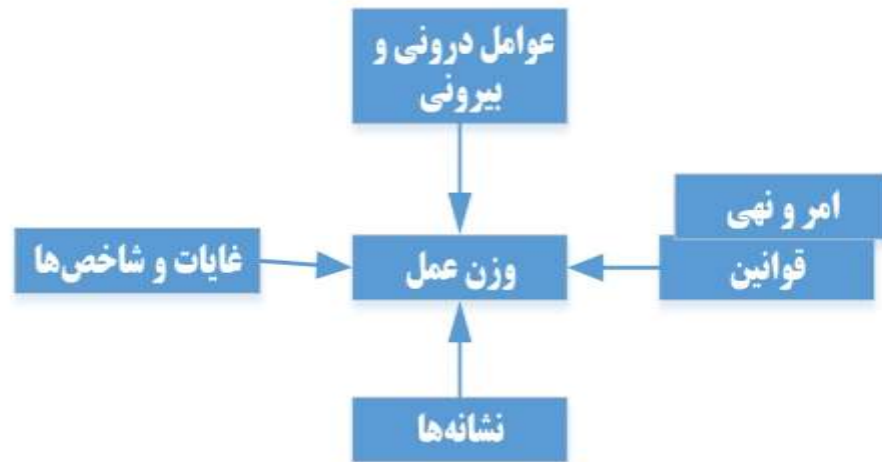 عوامل درونی و
بیرونی
امر و نهی
قوانین
وزن عمل
غایات و شاخص‌ها
نشانه‌ها